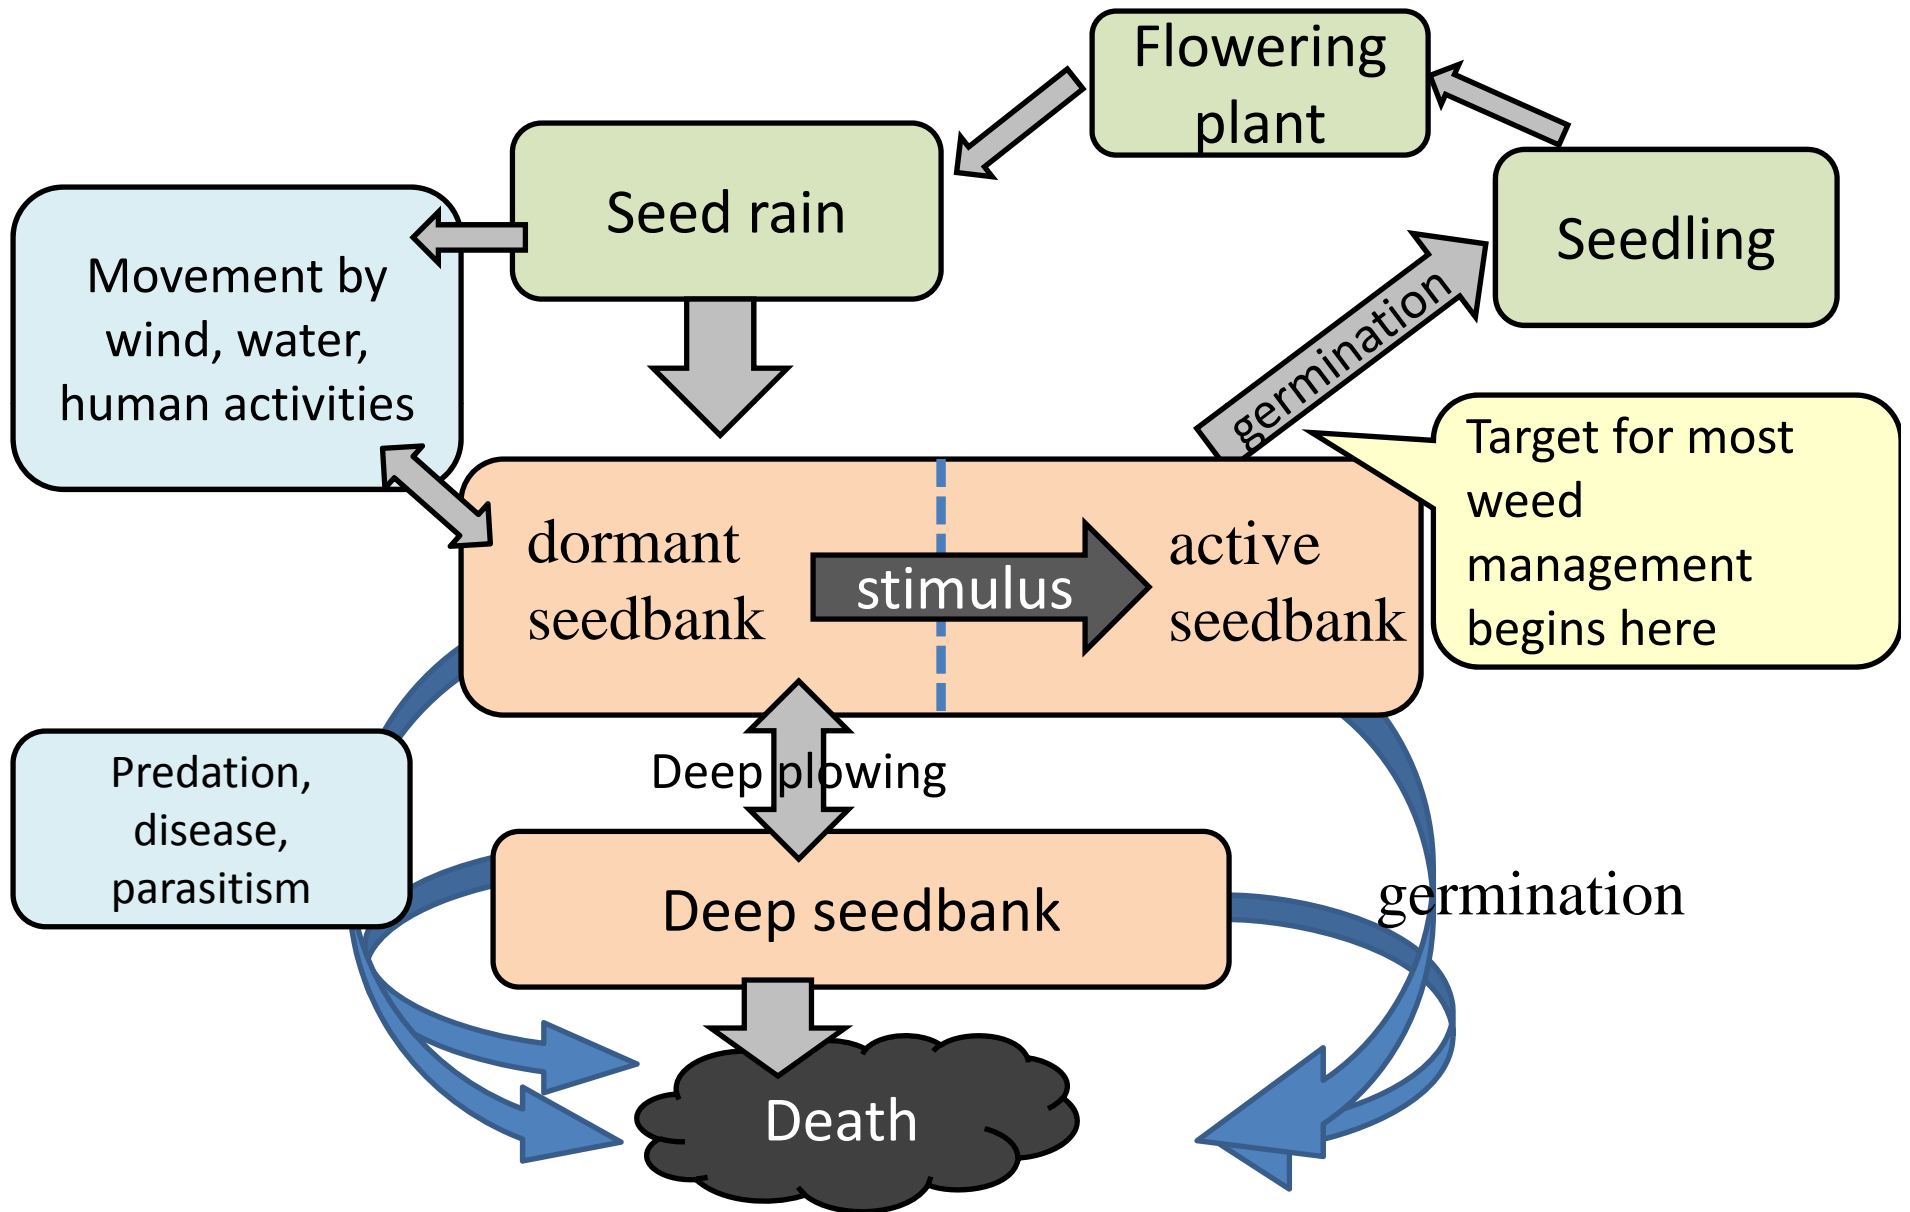 Flowering
plant
Seed rain
Seedling
Movement by
wind, water,
human activities
germination
Target for most
weed
management
begins here
dormant
seedbank
stimulus
active
seedbank
Deep plowing
Predation,
disease,
parasitism
Deep seedbank
germination
Death